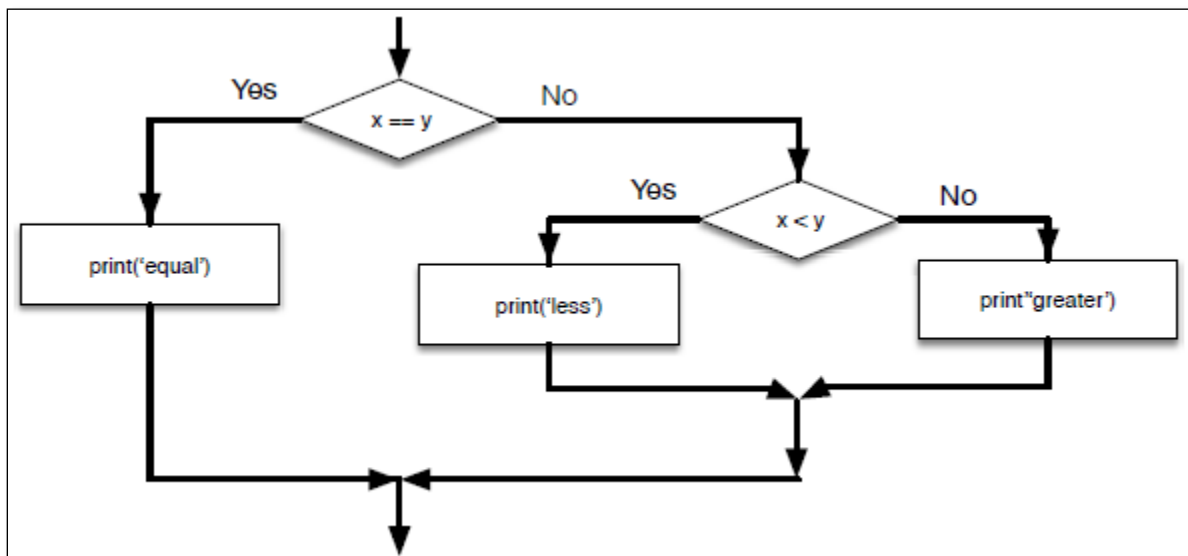 Yes
x == y
No
Yes
x < y
No
print(‘equal’)
print(‘less’)
print“greater’)